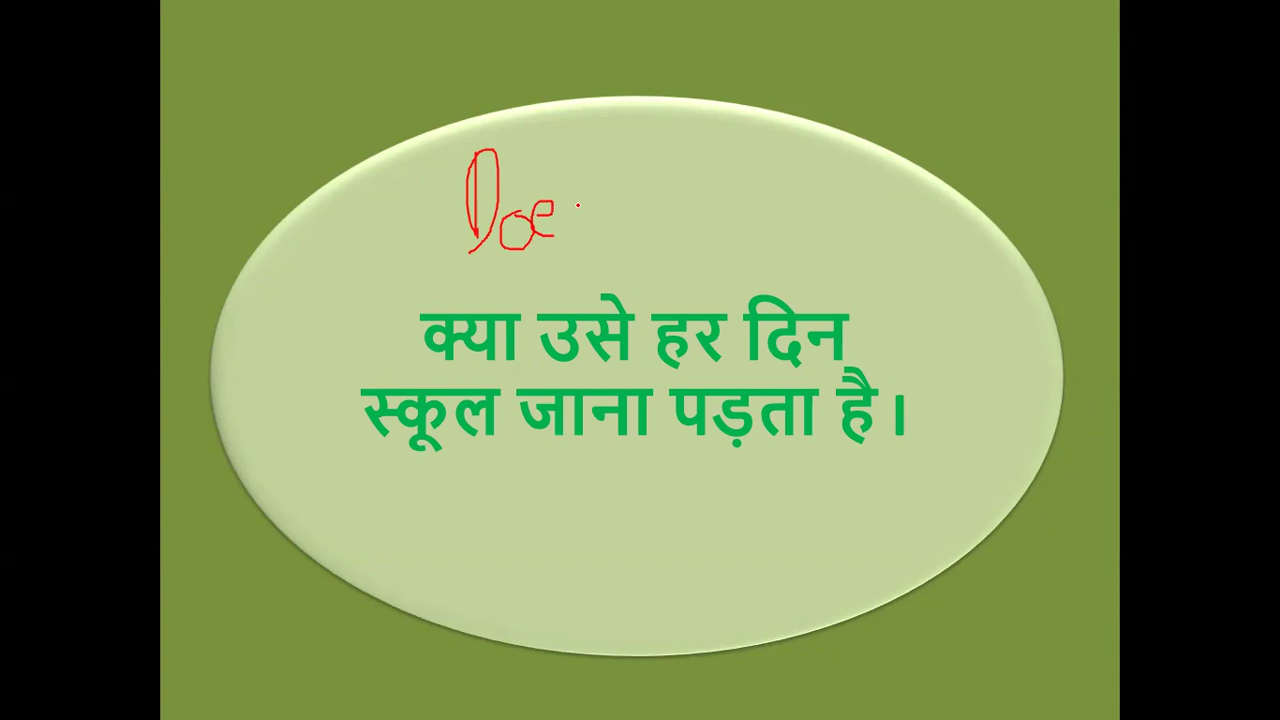 Doe
क्या उसे हर दिन
स्कूल जाना पड़ता है।